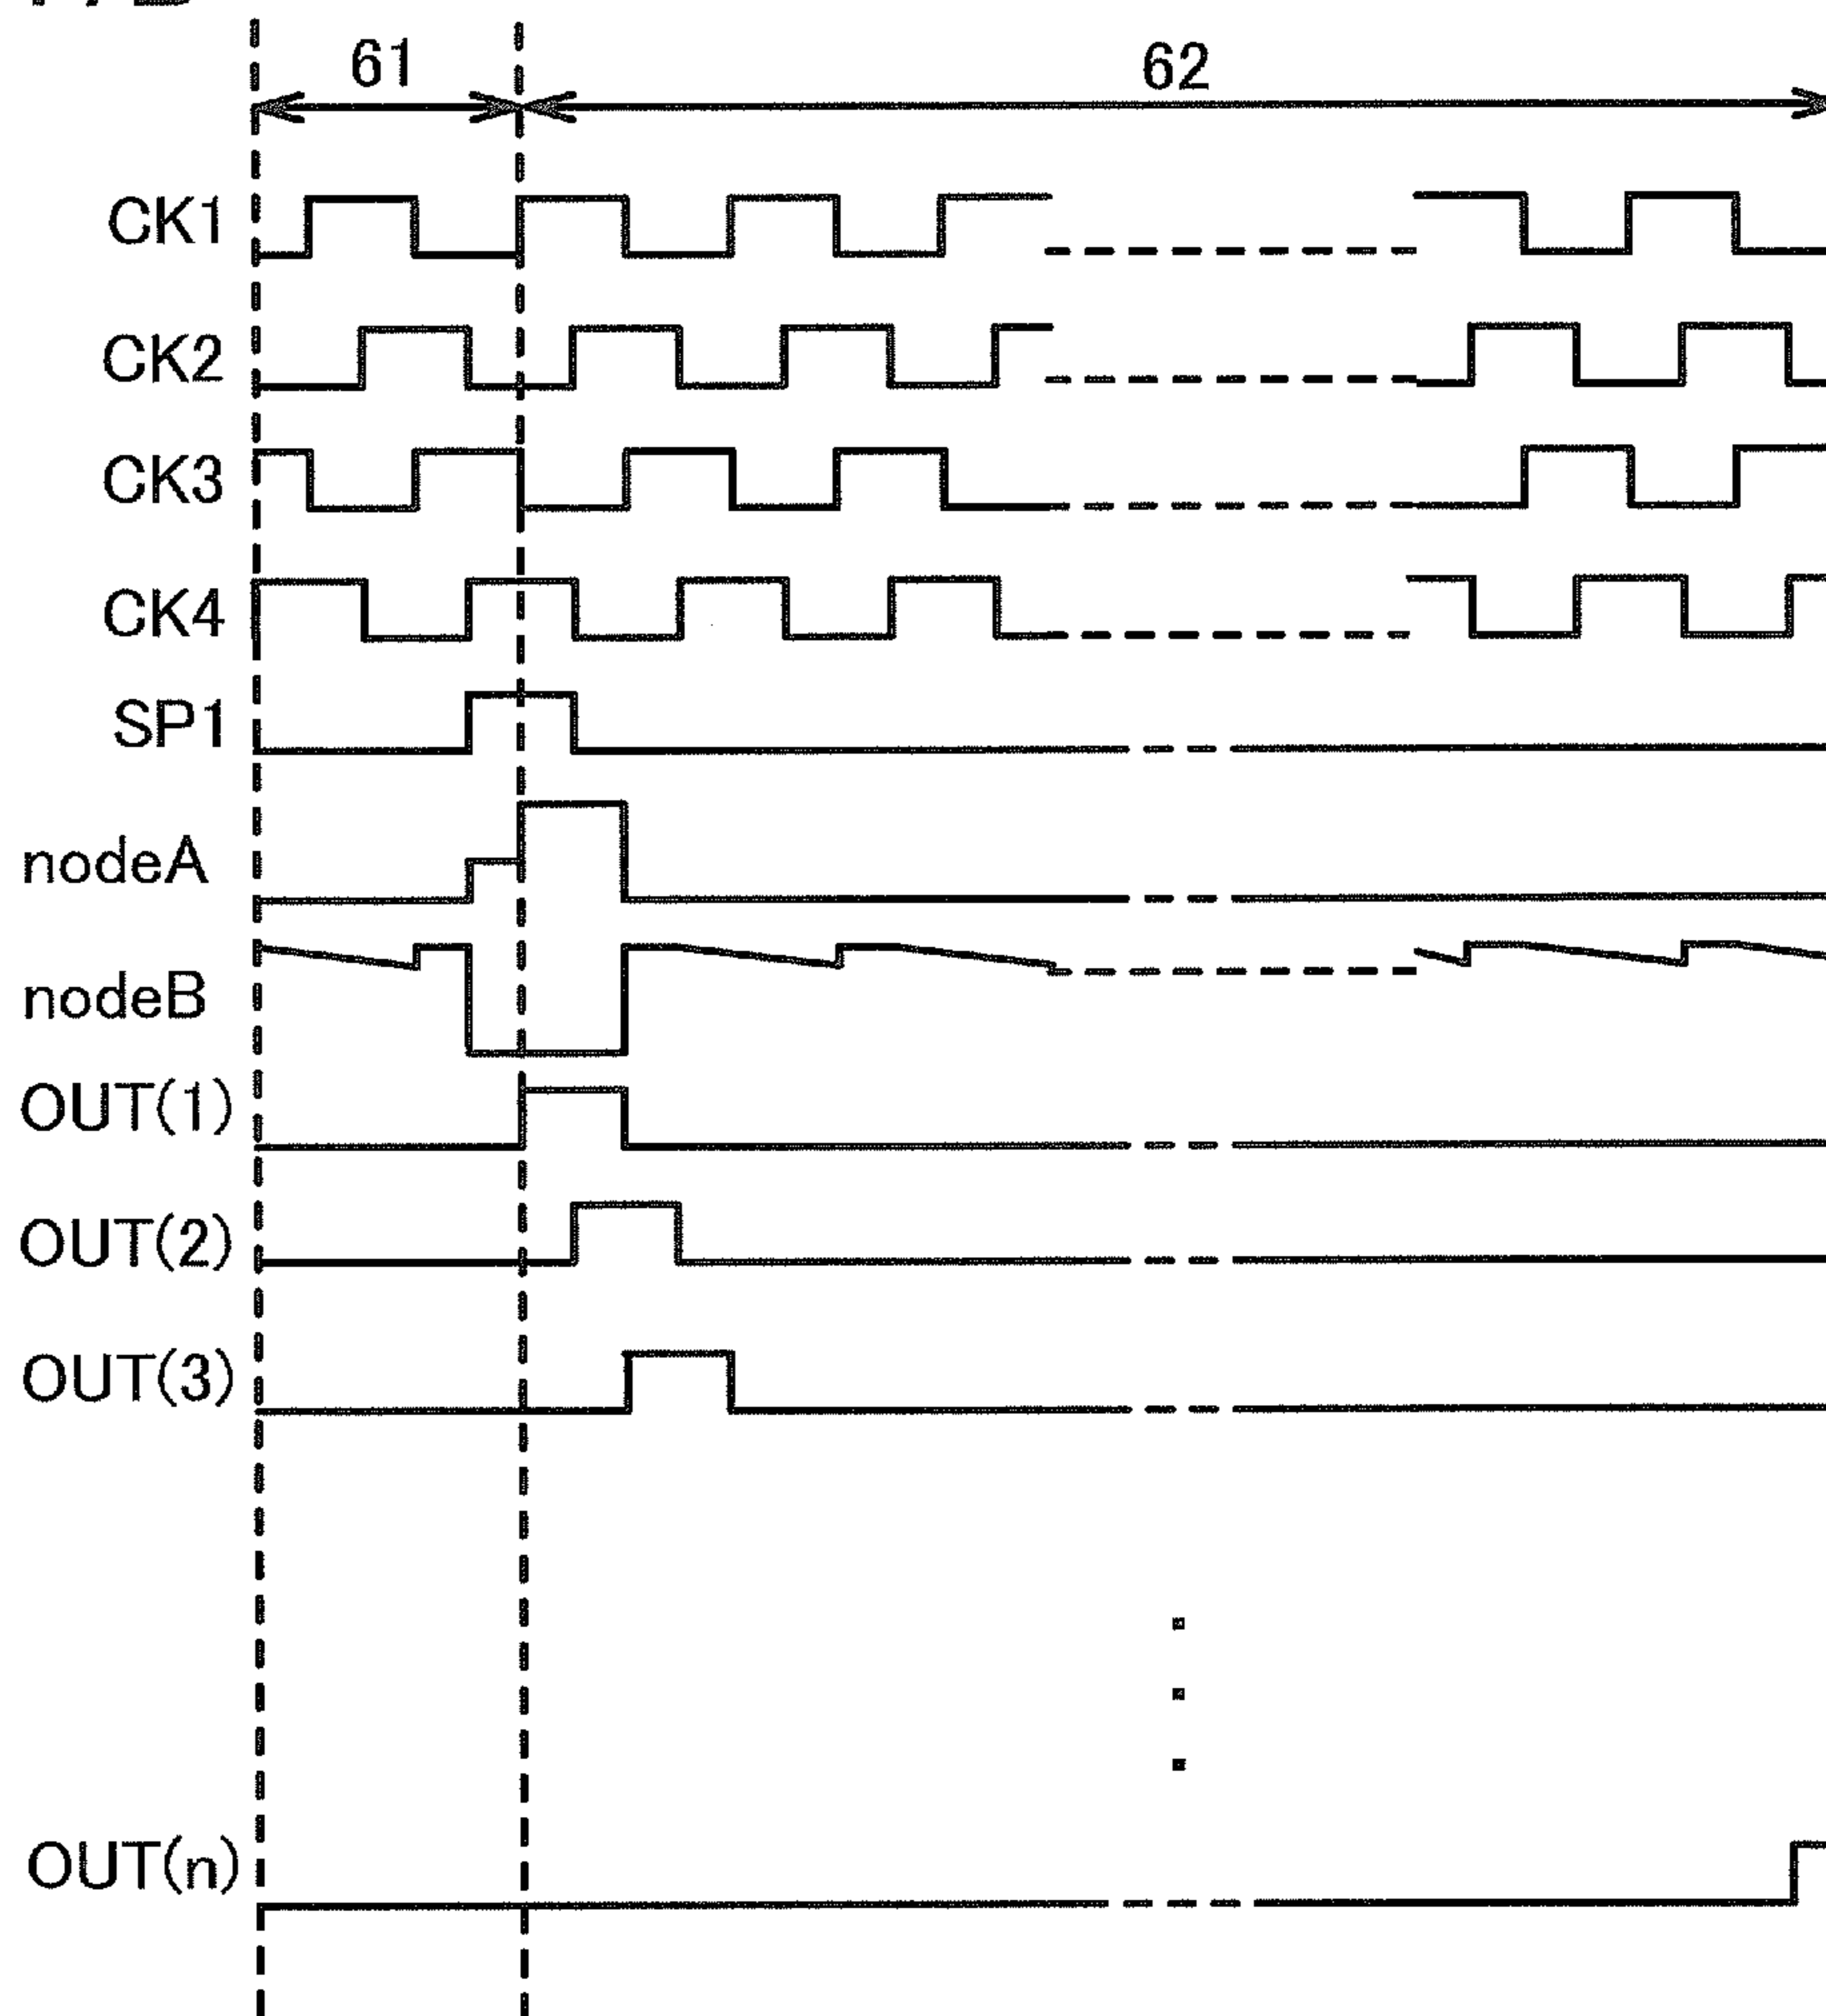 61 62
CK1
CK2
CK3
CK4
SP1
nodeA
nodeB
OUT(1)
OUT(2)
OUT(3)
OUT(n)